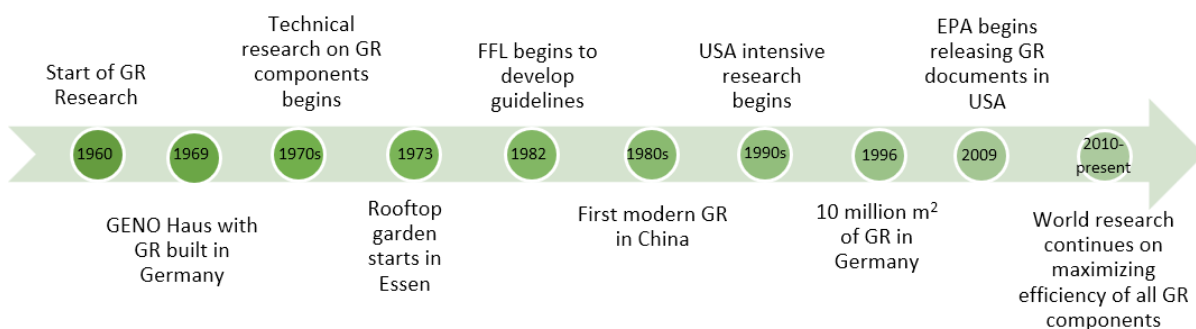 Start of GR
Research
1960
GENO Haus with
GR built in
Germany
1969
Technical
research on GR
components
begins
1970s
Rooftop
garden
starts in
Essen
1973
FFL begins to
develop
guidelines
1982
First modern GR
in China
1980s
USA intensive
research
begins
1990s
10 million m²
of GR in
Germany
1996
EPA begins
releasing GR
documents in
USA
2009
2010-
present
World research
continues on
maximizing
efficiency of all GR
components